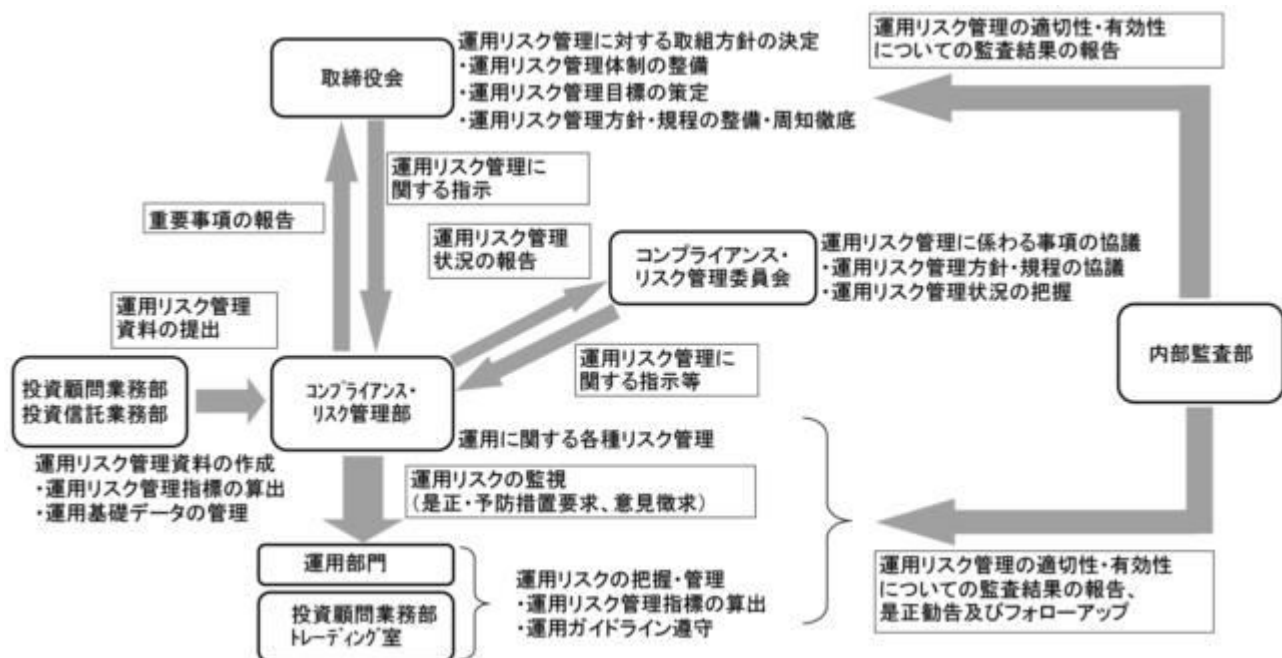 取締役会
運用リスク管理に対する取組方針の決定
・運用リスク管理体制の整備
・運用リスク管理目標の策定
・運用リスク管理方針・規程の整備・周知徹底
運用リスク管理の適切性・有効性
についての監査結果の報告
運用リスク管理に
関する指示
重要事項の報告
運用リスク管理
状況の報告
コンプライアンス・
リスク管理委員会
運用リスク管理に係わる事項の協議
・運用リスク管理方針・規程の協議
・運用リスク管理状況の把握
運用リスク管理
資料の提出
運用リスク管理に
関する指示等
内部監査部
投資顧問業務部
投資信託業務部
コンプライアンス・
リスク管理部
運用に関する各種リスク管理
運用リスク管理資料の作成
・運用リスク管理指標の算出
・運用基礎データの管理
運用リスクの監視
(是正・予防措置要求、意見徴求)
運用部門
投資顧問業務部
トレーディング室
運用リスクの把握・管理
・運用リスク管理指標の算出
・運用ガイドライン遵守
運用リスク管理の適切性・有効性
についての監査結果の報告、
是正勧告及びフォローアップ